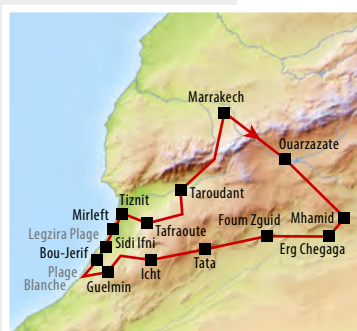 Marrakech
Ouarzazate
Taroudant
Tiznit
Mirleft
Foum Zguid
Mhamid
Legzira Plage
Tafraoute
Sidi Ifni
Bou-Jerif
Erg Chegaga
Tata
Icht
Plage
Blanche
Guelmin